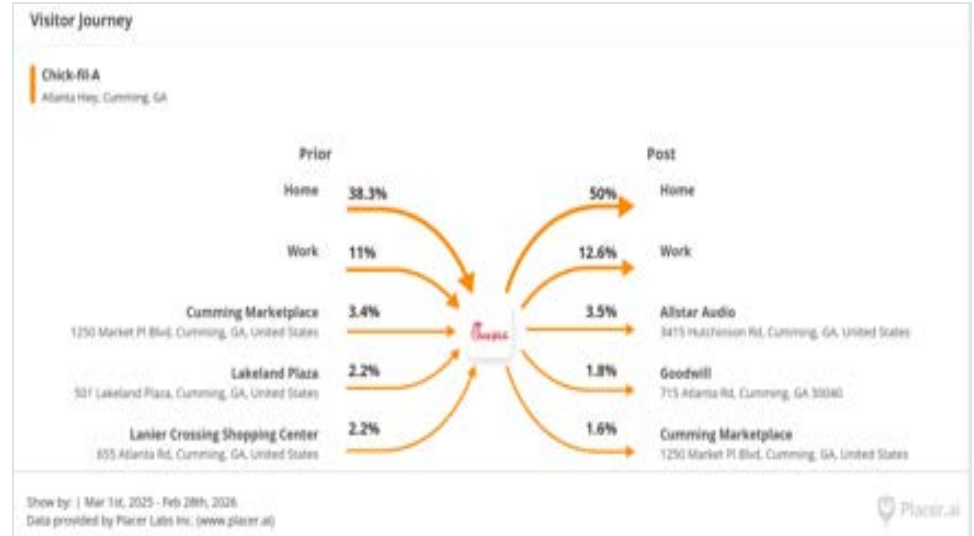 Visitor Journey
Chick-fil-A
Atlanta Hwy, Cumming, GA
Prior
Post
Home 38.3%
50% Home
Work 11%
12.6% Work
Cumming Marketplace 3.4%
1250 Market Pl Blvd, Cumming, GA, United States
3.5% Allstar Audio
3415 Hutchinson Rd, Cumming, GA, United States
Lakeland Plaza 2.2%
501 Lakeland Plaza, Cumming, GA, United States
1.8% Goodwill
715 Atlanta Rd, Cumming, GA 30040
Lanier Crossing Shopping Center 2.2%
655 Atlanta Rd, Cumming, GA, United States
1.6% Cumming Marketplace
1250 Market Pl Blvd, Cumming, GA, United States
Show by: | Mar 1st, 2025 - Feb 28th, 2026
Data provided by Placer Labs Inc. (www.placer.ai)
Placer.ai